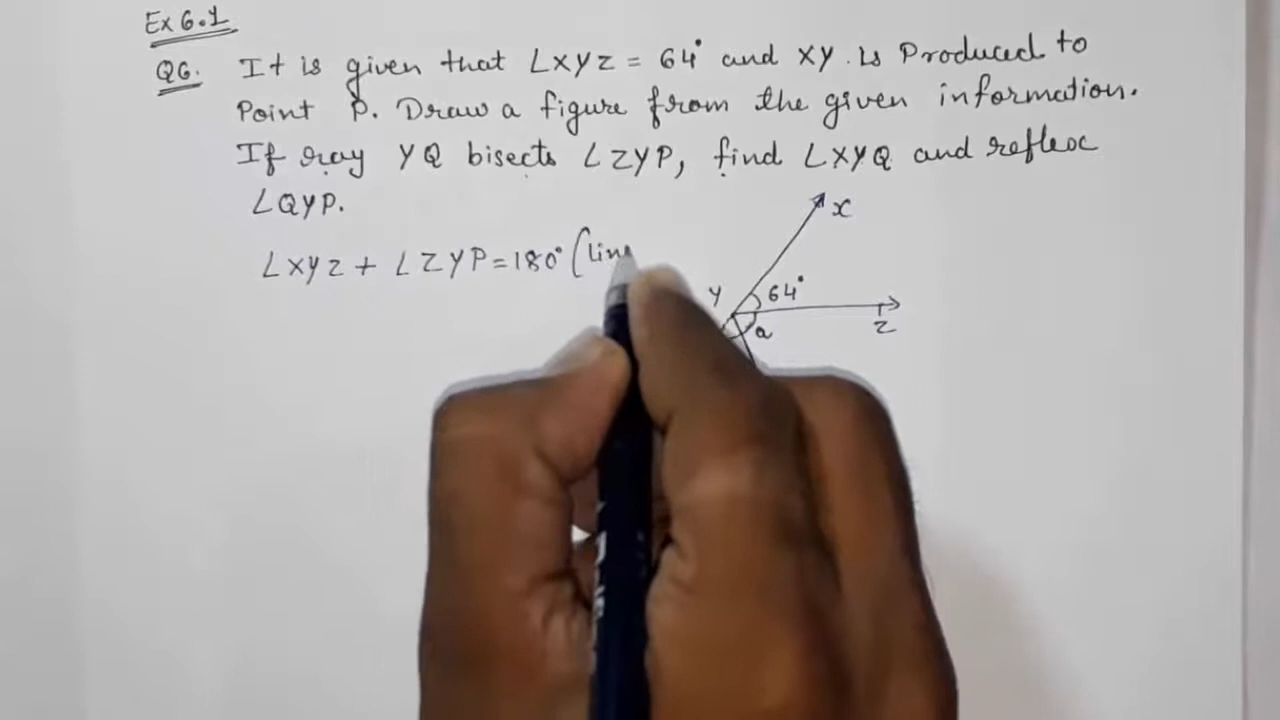 Ex 6.1
Q6. It is given that ∠XYZ = 64° and XY is Produced to
Point P. Draw a figure from the given information.
If ray YQ bisects ∠ZYP, find ∠XYQ and reflex
∠QYP.
∠XYZ + ∠ZYP = 180° (lin
X
Y
64°
Z
a